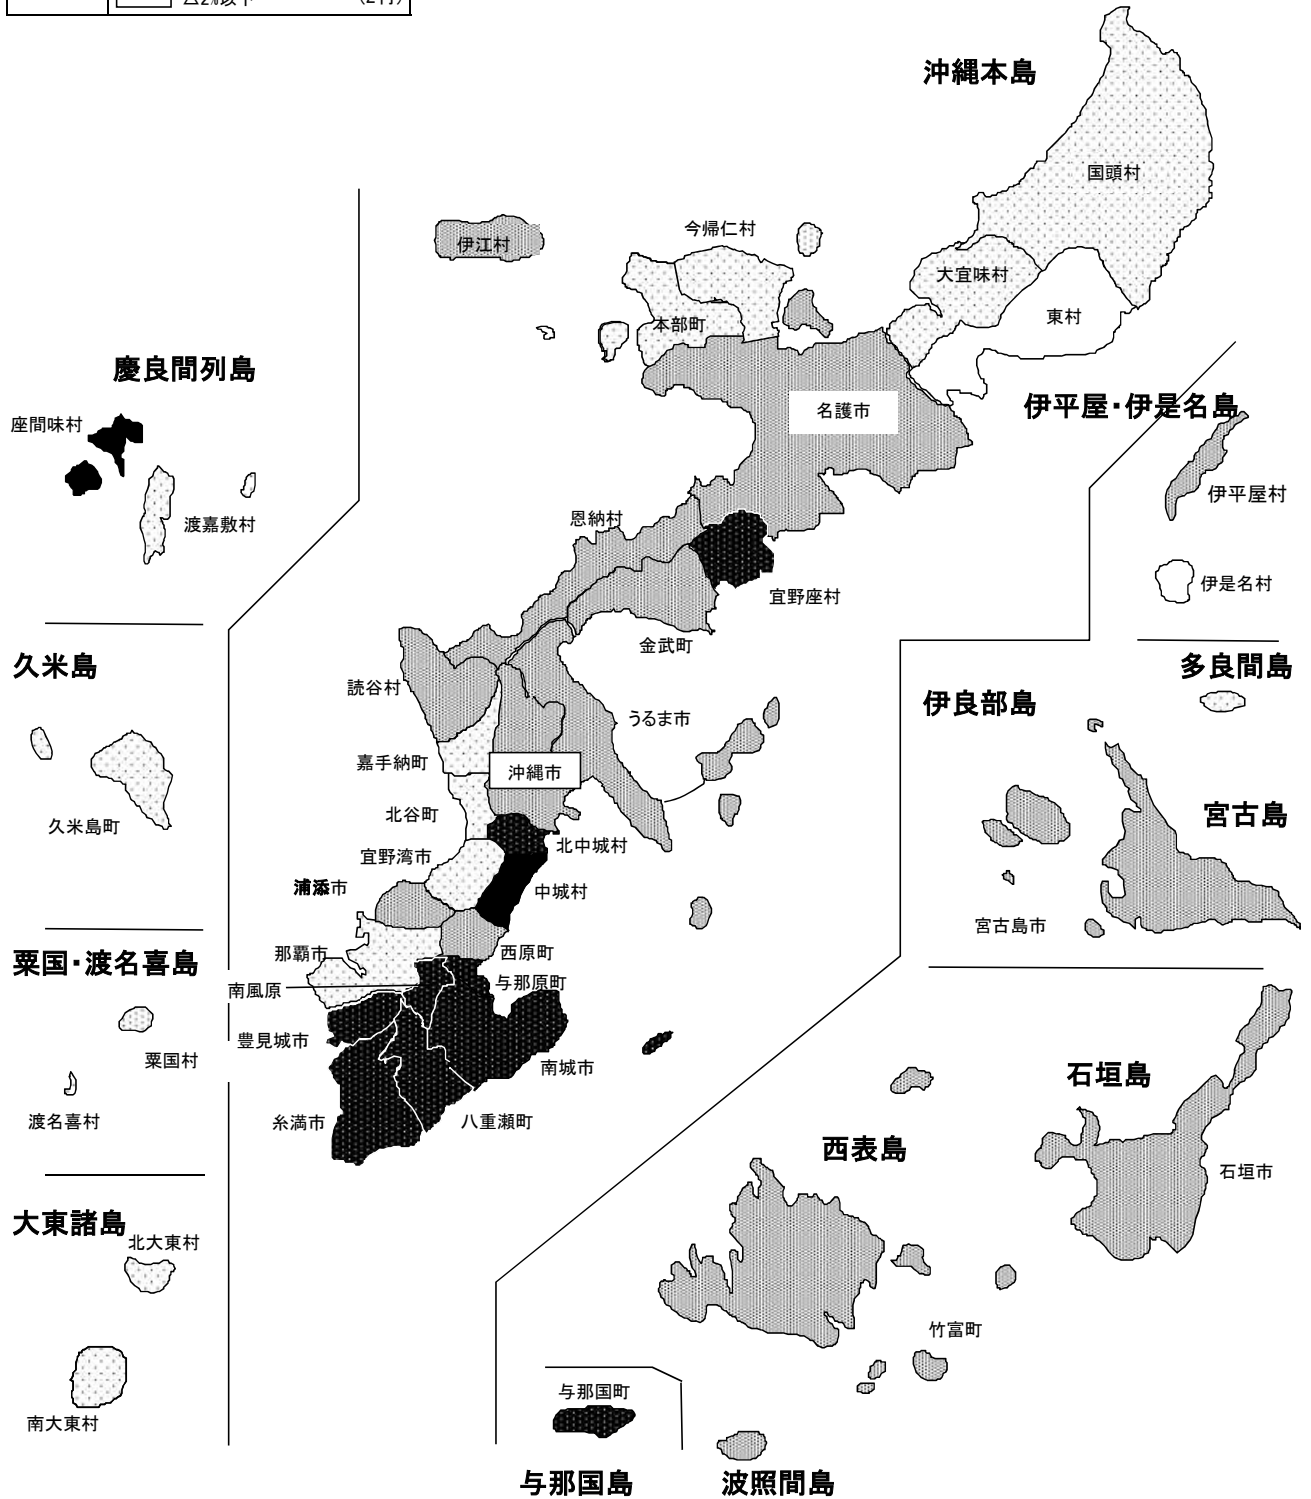 沖縄本島
国頭村
今帰仁村
伊江村
大宜味村
東村
本部町
慶良間列島
座間味村
渡嘉敷村
名護市
伊平屋・伊是名島
伊平屋村
伊是名村
恩納村
宜野座村
金武町
久米島
久米島町
読谷村
うるま市
嘉手納町
沖縄市
北谷町
北中城村
宜野湾市
中城村
浦添市
多良間島
伊良部島
宮古島
宮古島市
粟国・渡名喜島
粟国村
渡名喜村
那覇市
西原町
南風原
与那原町
豊見城市
南城市
糸満市
八重瀬町
石垣島
石垣市
西表島
竹富町
大東諸島
北大東村
南大東村
与那国町
与那国島
波照間島